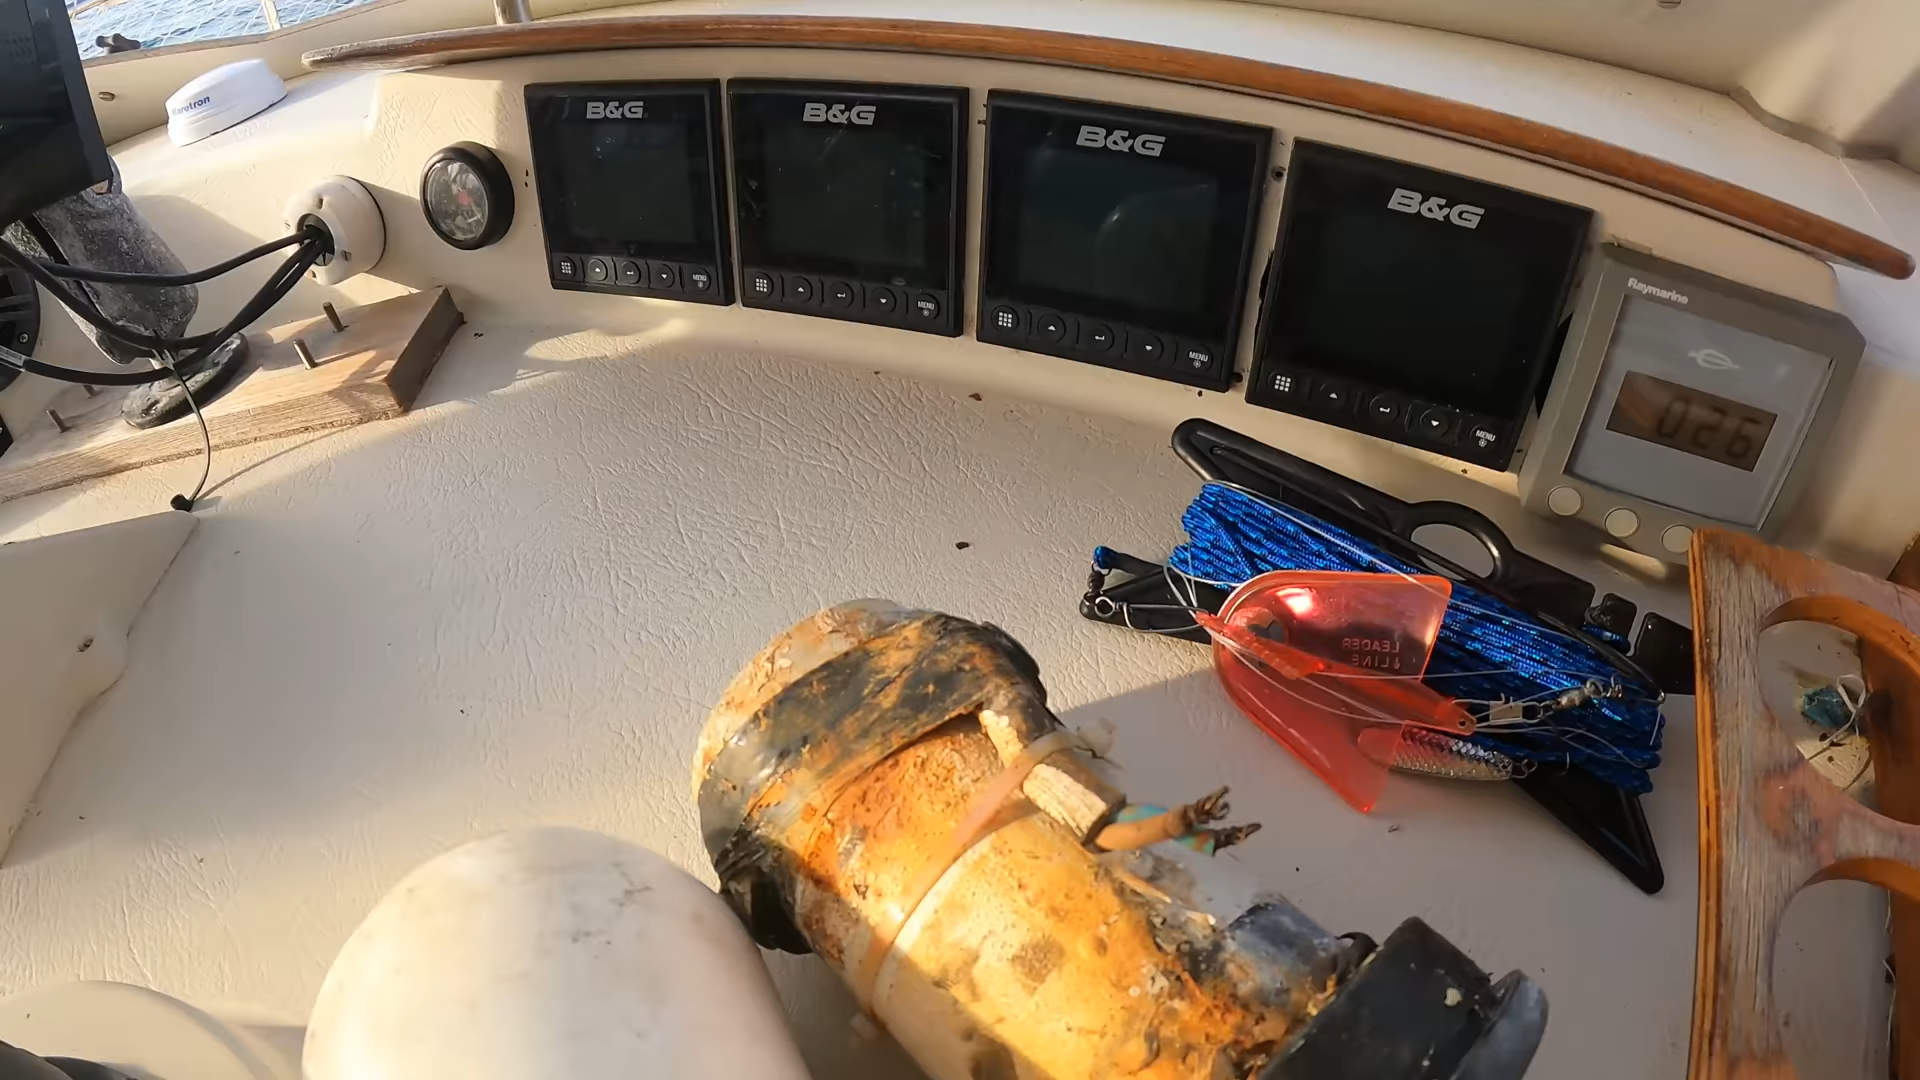 Maretron
B&G
B&G
B&G
B&G
MENU
MENU
MENU
MENU
Raymarine
026
LEADER
LINE